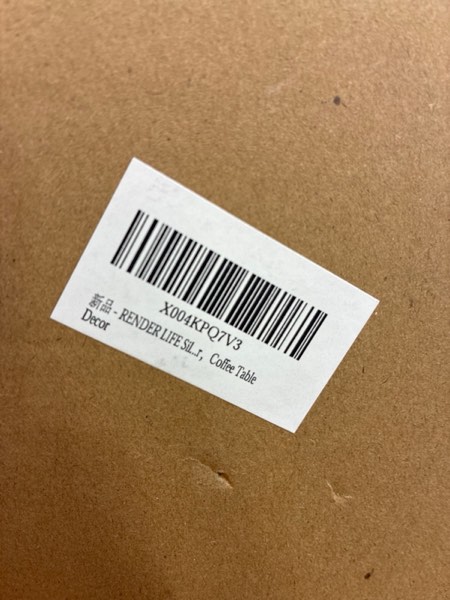 X004KPQ7V3
新品 - RENDER LIFE Sil...r, Coffee Table
Decor